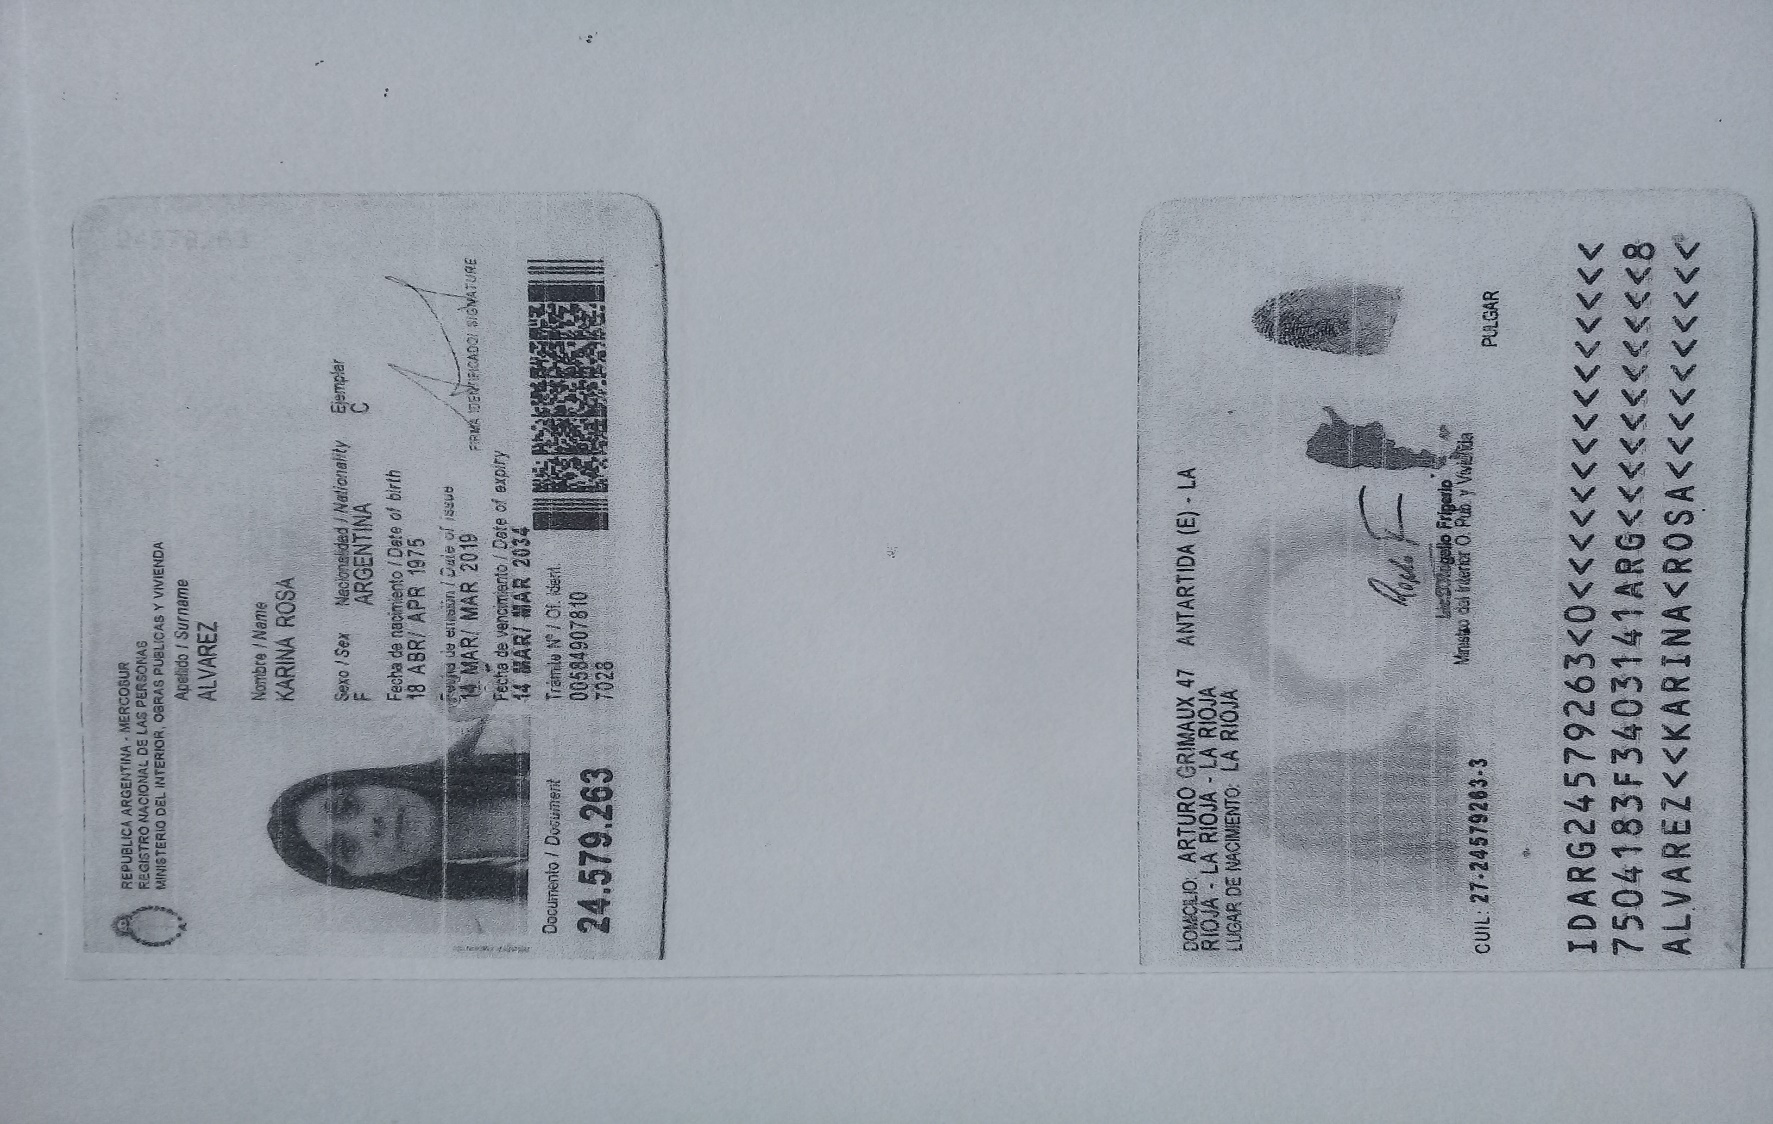 24579263
REPUBLICA ARGENTINA - MERCOSUR
REGISTRO NACIONAL DE LAS PERSONAS
MINISTERIO DEL INTERIOR, OBRAS PUBLICAS Y VIVIENDA
Apellido / Surname
ALVAREZ
Nombre / Name
KARINA ROSA
Sexo / Sex Nacionalidad / Nationality Ejemplar
F ARGENTINA C
Fecha de nacimiento / Date of birth
18 ABR/ APR 1975
Fecha de emisión / Date of issue
14 MAR/ MAR 2019
FIRMA IDENTIFICADO/ SIGNATURE
Fecha de vencimiento / Date of expiry
14 MAR/ MAR 2034
Documento / Document
24.579.263
Trámite Nº / Of. Ident.
00584907810
7028
DOMICILIO: ARTURO GRIMAUX 47 ANTARTIDA (E) - LA
RIOJA - LA RIOJA - LA RIOJA
LUGAR DE NACIMIENTO: LA RIOJA
Rogelio Frigerio
Ministro del Interior O. Pub. y Vivienda
CUIL: 27-24579263-3
PULGAR
IDARG24579263<0<<<<<<<<<<<<<<<
7504183F3403141ARG<<<<<<<<<<<8
ALVAREZ<<KARINA<ROSA<<<<<<<<<<